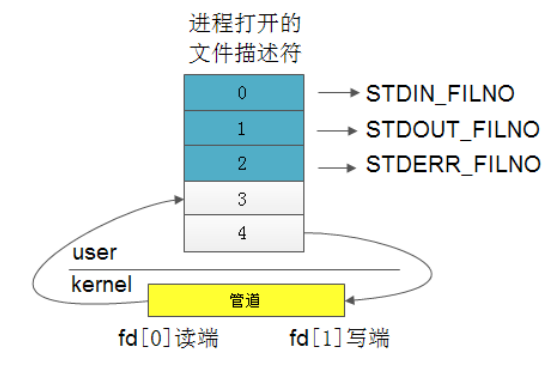 进程打开的
文件描述符
0
STDIN_FILNO
1
STDOUT_FILNO
2
STDERR_FILNO
3
4
user
kernel
管道
fd[0]读端
fd[1]写端